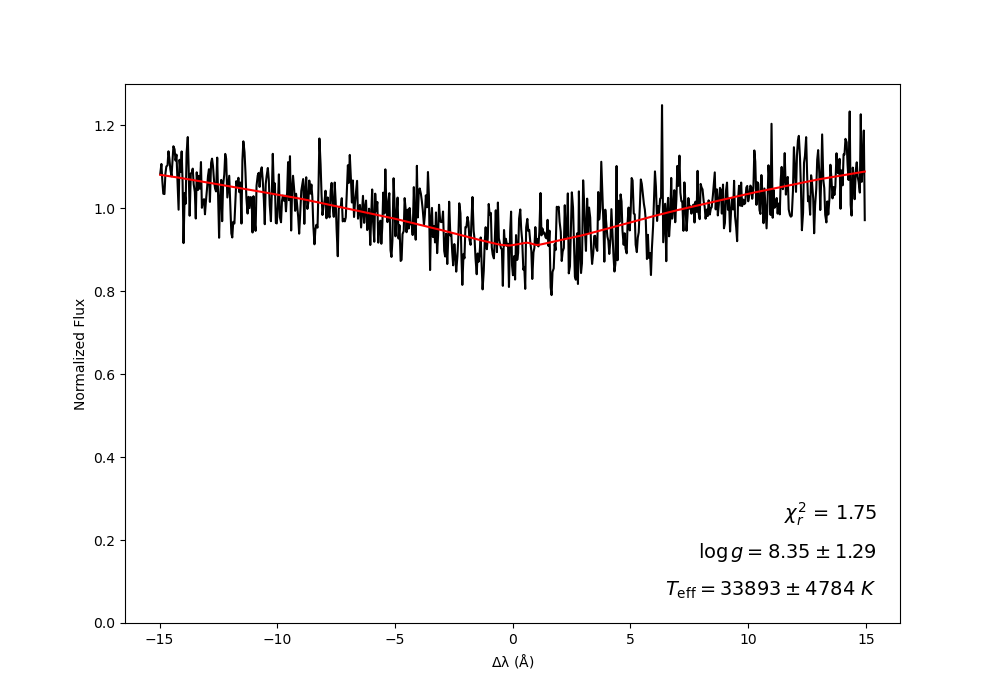 1.2
1.0
0.8
0.6
0.4
0.2
0.0
Normalized Flux
χ²ᵣ = 1.75
log g = 8.35 ± 1.29
T_eff = 33893 ± 4784 K
−15 −10 −5 0 5 10 15
Δλ (Å)